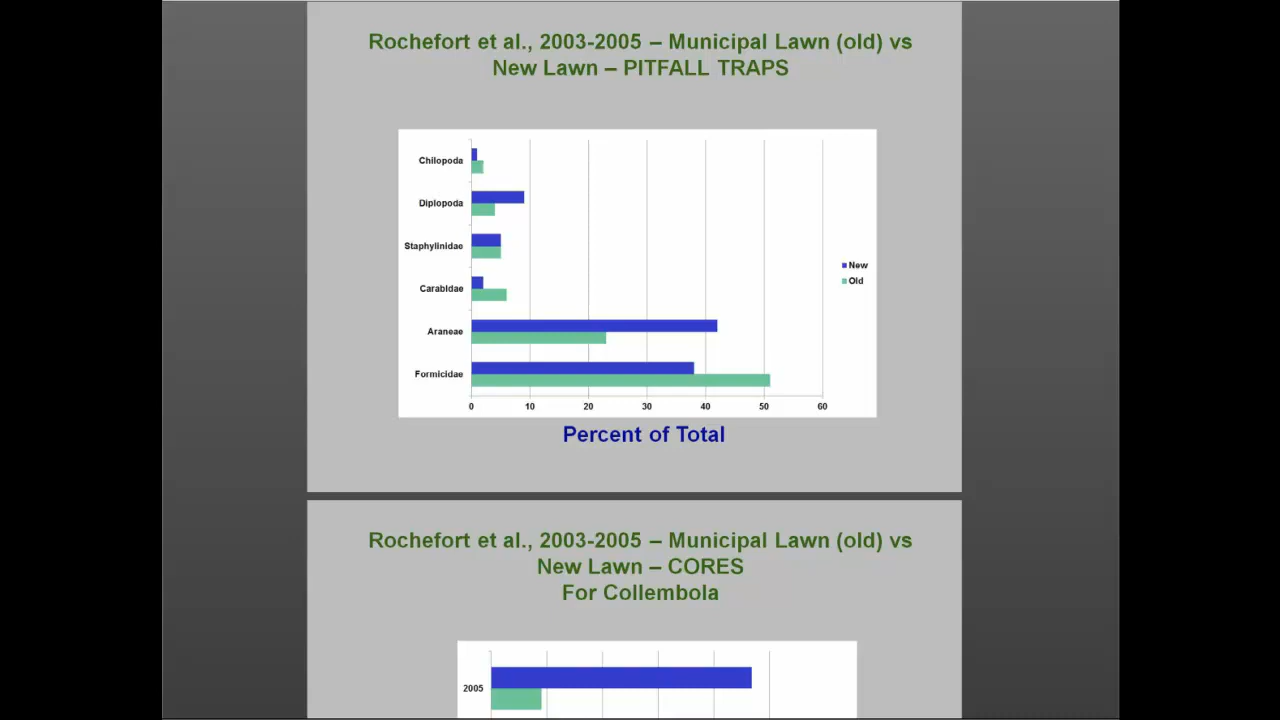 Rochefort et al., 2003-2005 – Municipal Lawn (old) vs
New Lawn – PITFALL TRAPS
Chilopoda
Diplopoda
Staphylinidae
Carabidae
Araneae
Formicidae
New
Old
0 10 20 30 40 50 60
Percent of Total
Rochefort et al., 2003-2005 – Municipal Lawn (old) vs
New Lawn – CORES
For Collembola
2005